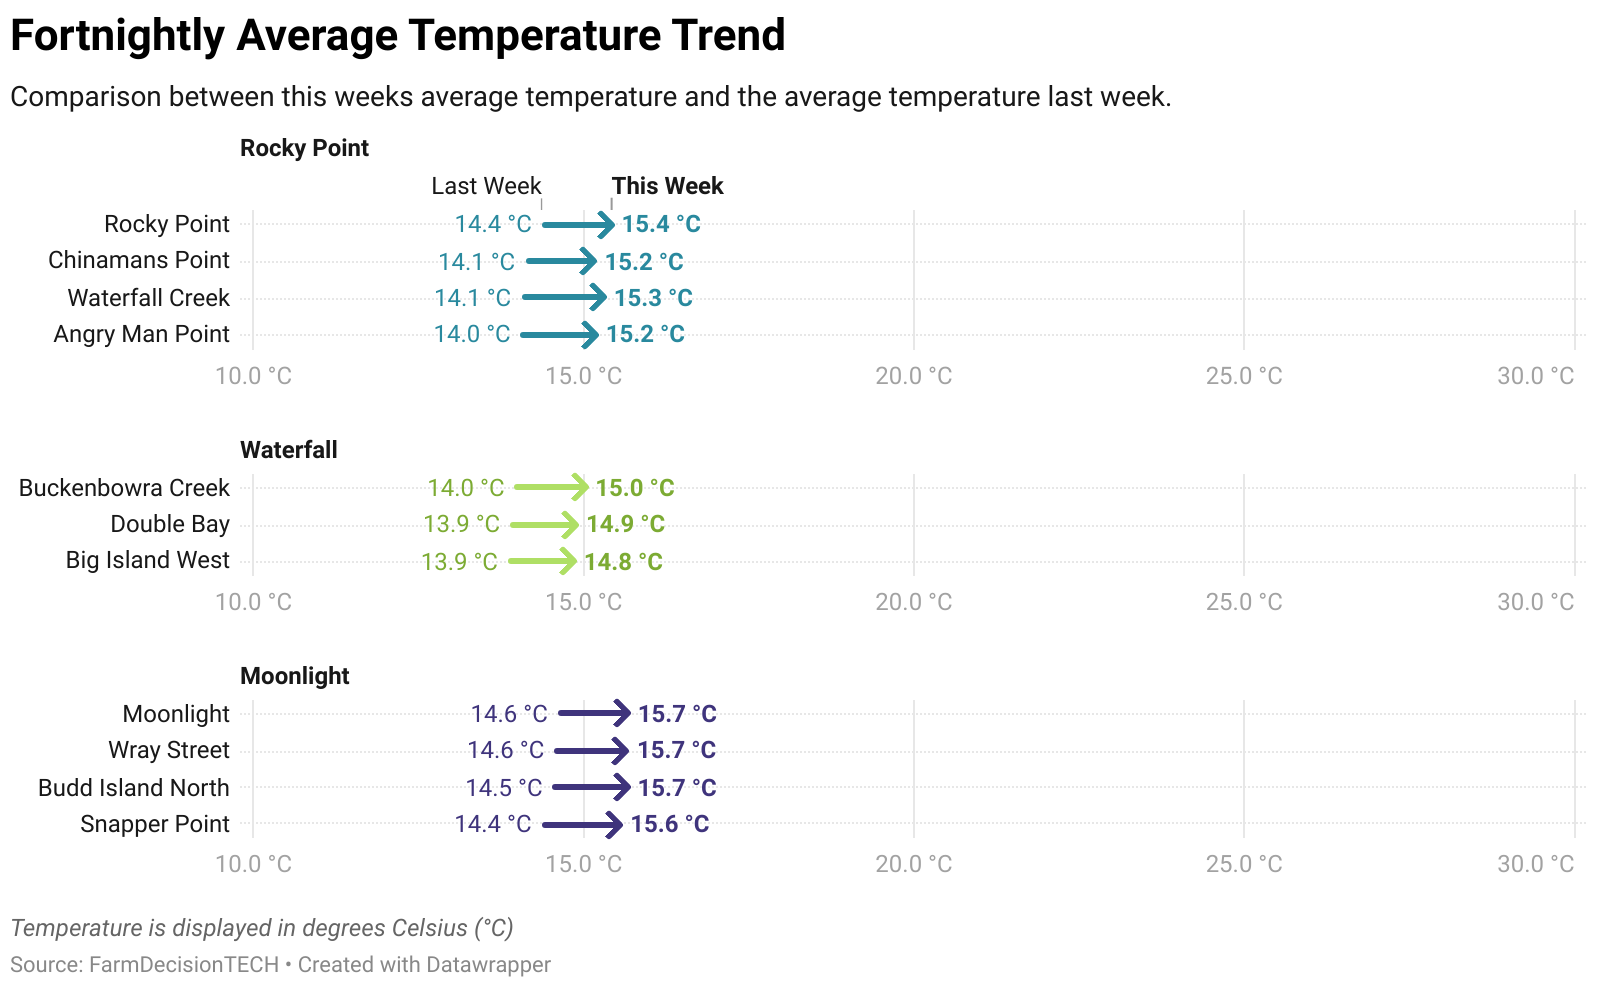 Fortnightly Average Temperature Trend
Comparison between this weeks average temperature and the average temperature last week.
Rocky Point
Last Week This Week
Rocky Point 14.4 °C 15.4 °C
Chinamans Point 14.1 °C 15.2 °C
Waterfall Creek 14.1 °C 15.3 °C
Angry Man Point 14.0 °C 15.2 °C
10.0 °C 15.0 °C 20.0 °C 25.0 °C 30.0 °C
Waterfall
Buckenbowra Creek 14.0 °C 15.0 °C
Double Bay 13.9 °C 14.9 °C
Big Island West 13.9 °C 14.8 °C
10.0 °C 15.0 °C 20.0 °C 25.0 °C 30.0 °C
Moonlight
Moonlight 14.6 °C 15.7 °C
Wray Street 14.6 °C 15.7 °C
Budd Island North 14.5 °C 15.7 °C
Snapper Point 14.4 °C 15.6 °C
10.0 °C 15.0 °C 20.0 °C 25.0 °C 30.0 °C
Temperature is displayed in degrees Celsius (°C)
Source: FarmDecisionTECH • Created with Datawrapper